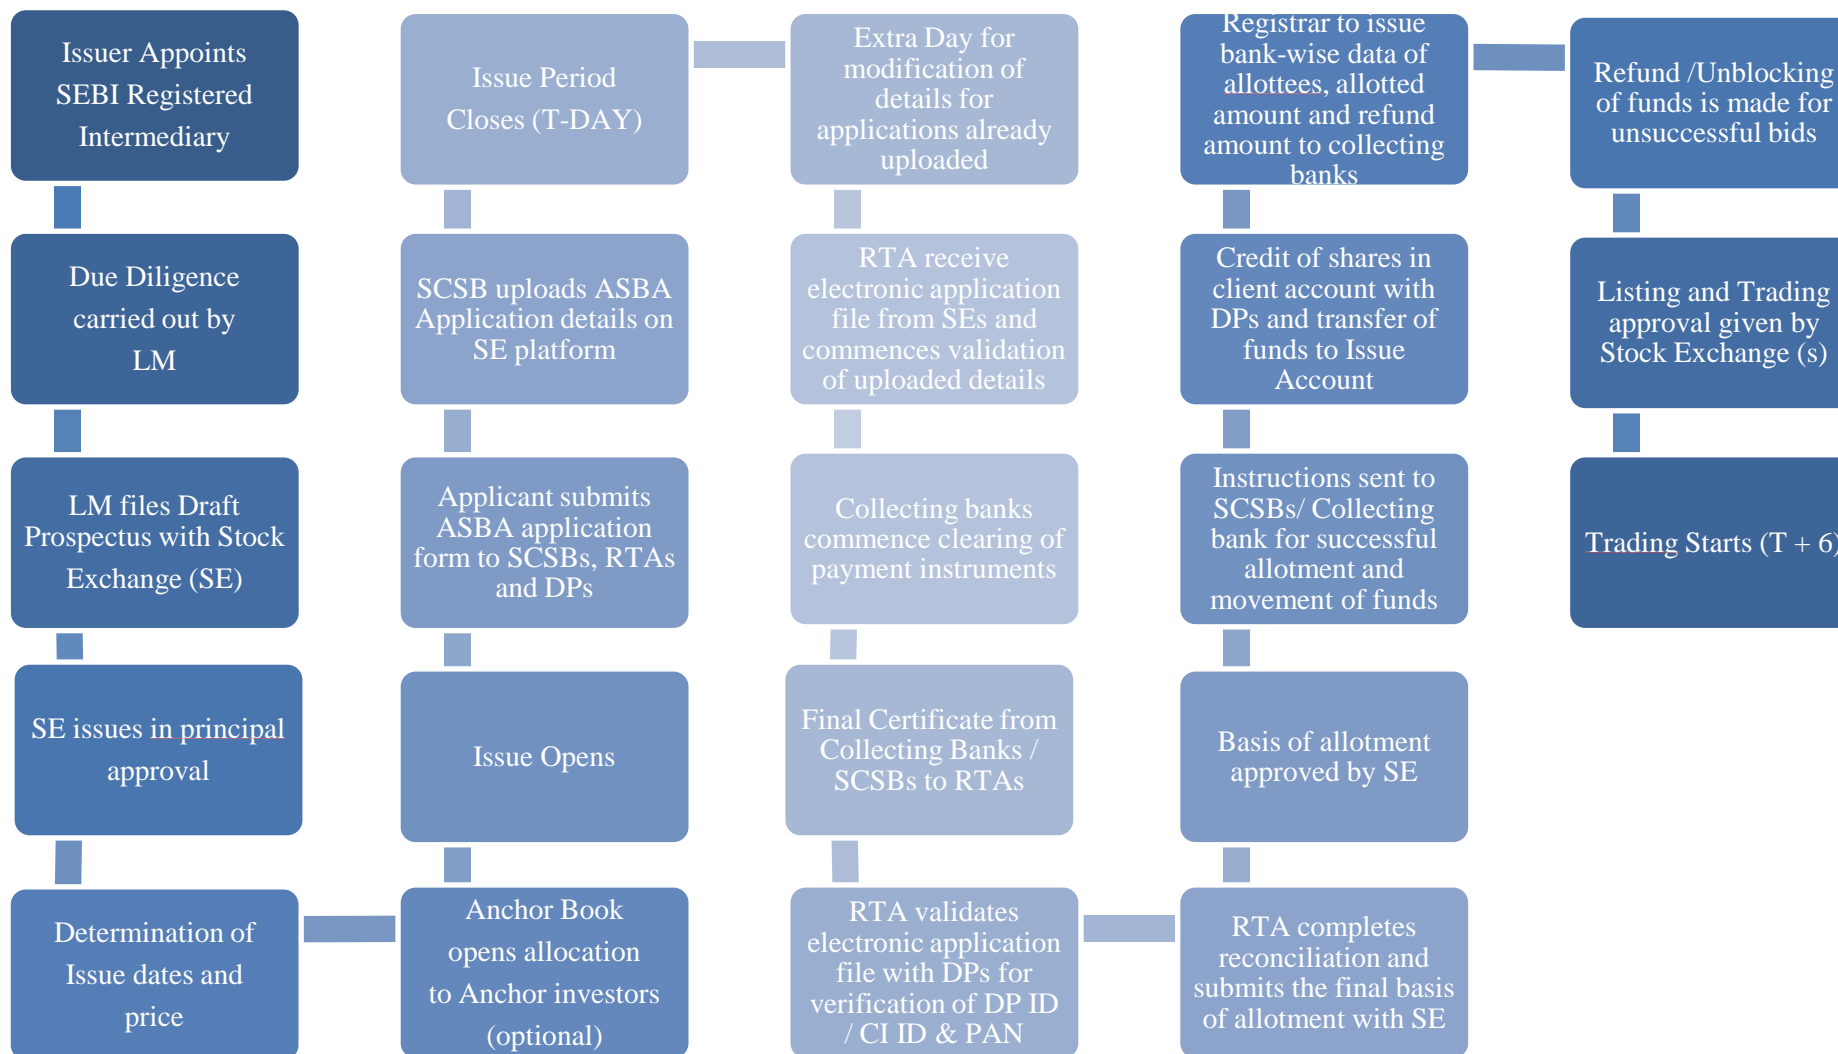 Issuer Appoints
SEBI Registered
Intermediary
Due Diligence
carried out by
LM
LM files Draft
Prospectus with Stock
Exchange (SE)
SE issues in principal
approval
Determination of
Issue dates and
price
Anchor Book
opens allocation
to Anchor investors
(optional)
Issue Opens
Applicant submits
ASBA application
form to SCSBs, RTAs
and DPs
SCSB uploads ASBA
Application details on
SE platform
Issue Period
Closes (T-DAY)
Extra Day for
modification of
details for
applications already
uploaded
RTA receive
electronic application
file from SEs and
commences validation
of uploaded details
Collecting banks
commence clearing of
payment instruments
Final Certificate from
Collecting Banks /
SCSBs to RTAs
RTA validates
electronic application
file with DPs for
verification of DP ID
/ CI ID & PAN
RTA completes
reconciliation and
submits the final basis
of allotment with SE
Basis of allotment
approved by SE
Instructions sent to
SCSBs/ Collecting
bank for successful
allotment and
movement of funds
Credit of shares in
client account with
DPs and transfer of
funds to Issue
Account
Registrar to issue
bank-wise data of
allottees, allotted
amount and refund
amount to collecting
banks
Refund /Unblocking
of funds is made for
unsuccessful bids
Listing and Trading
approval given by
Stock Exchange (s)
Trading Starts (T + 6)